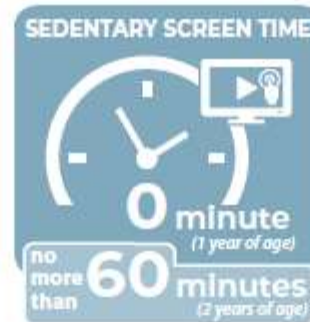 SEDENTARY SCREEN TIME
0 minute
(1 year of age)
no more than 60 minutes
(2 years of age)